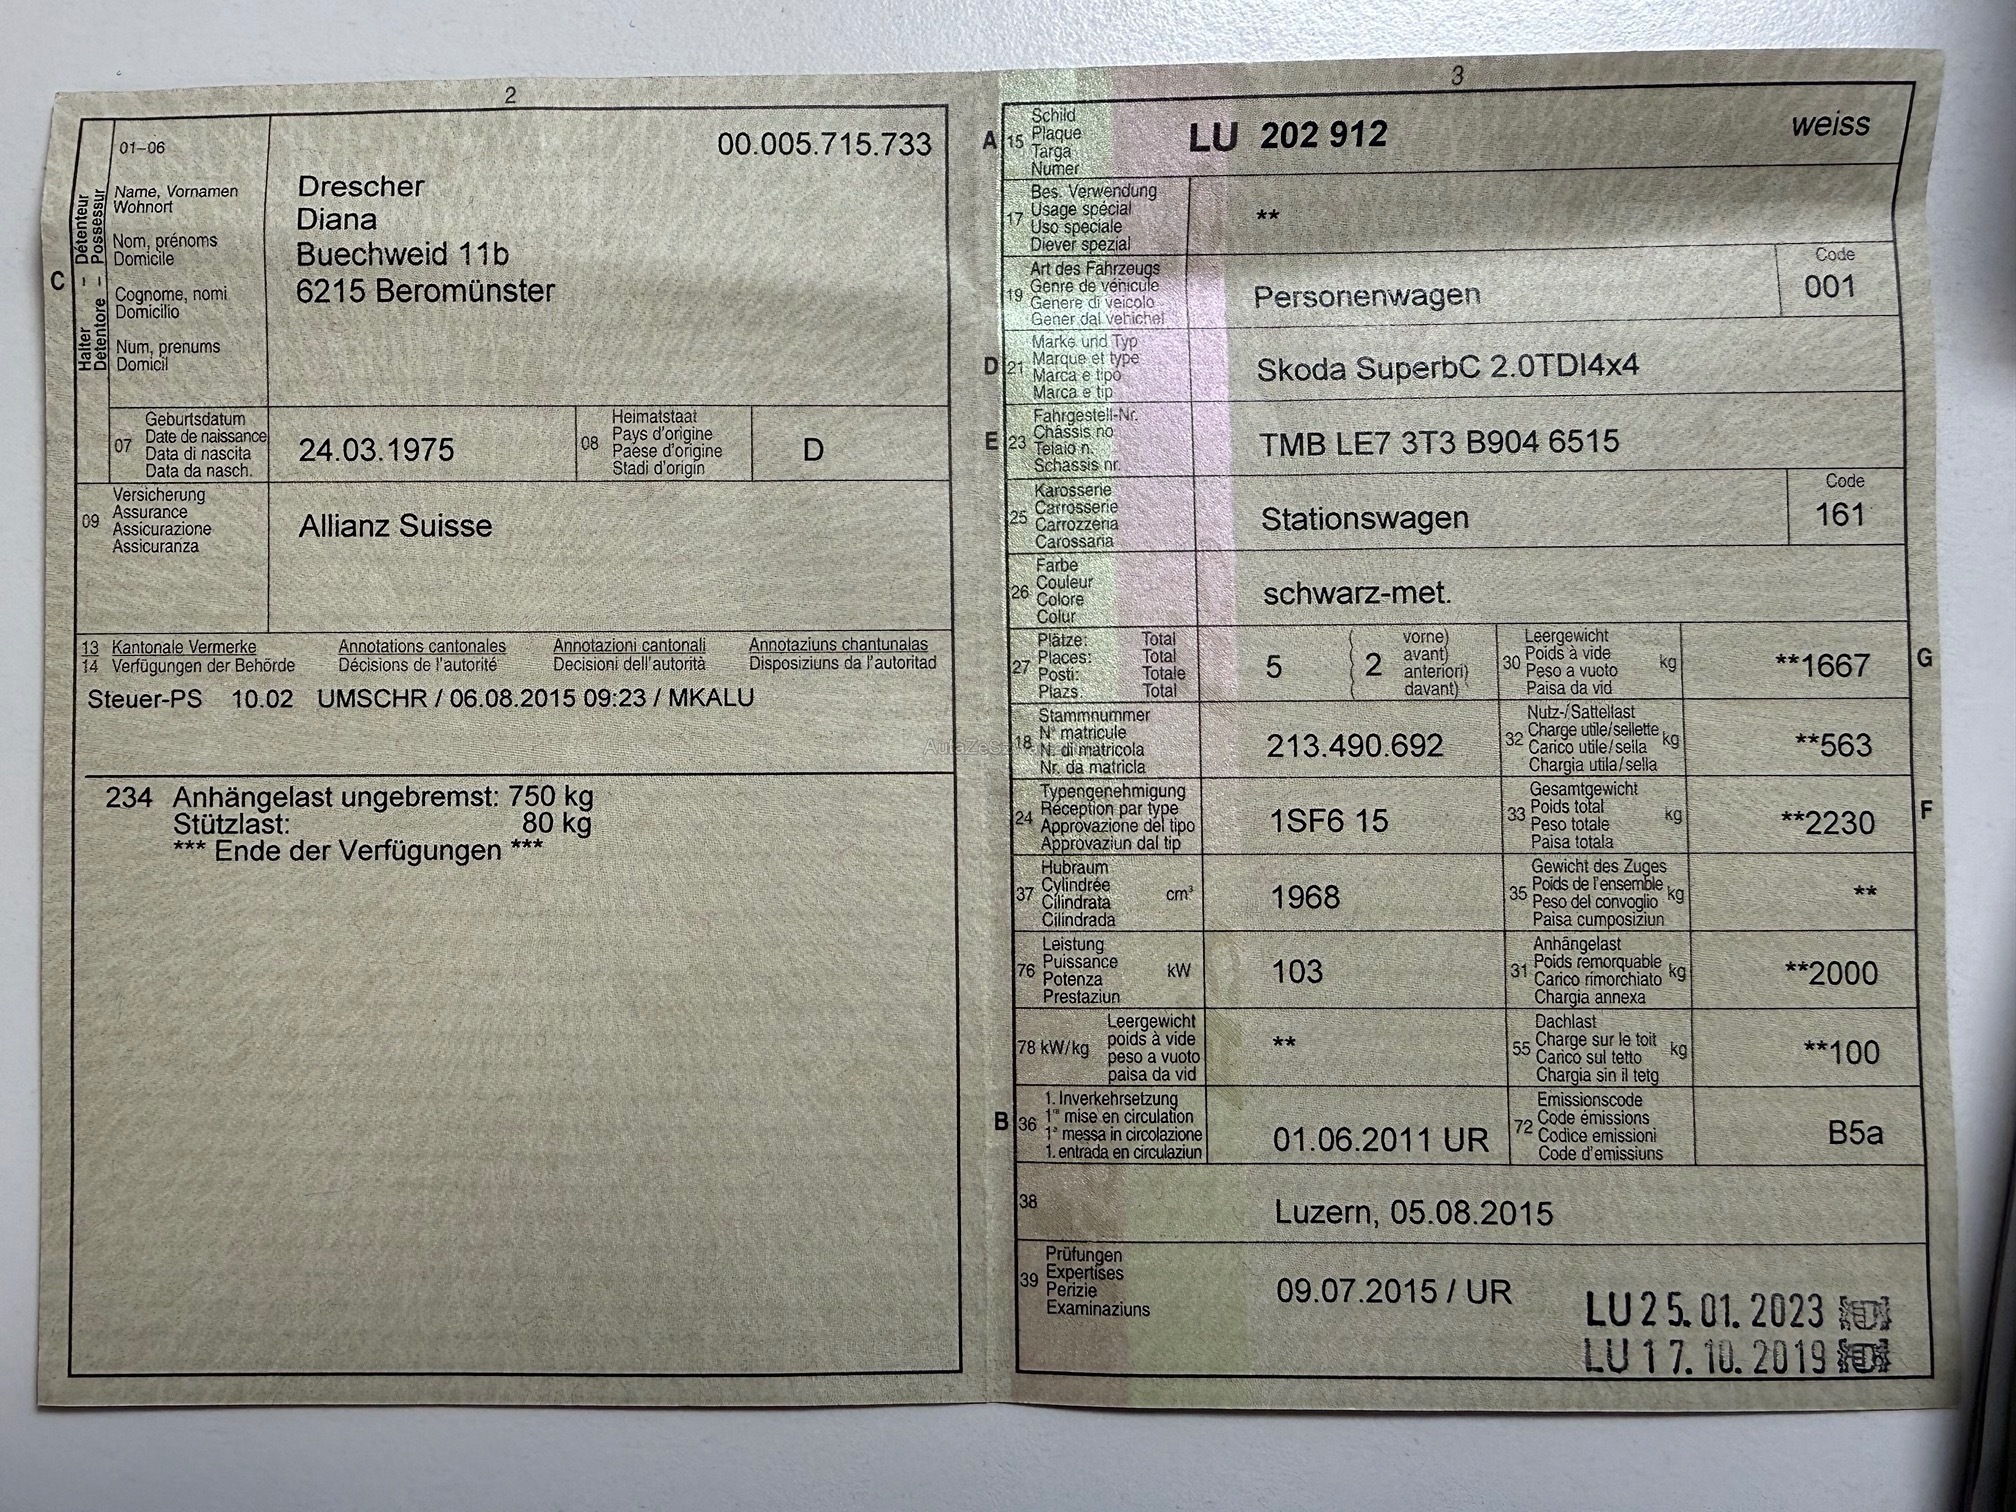 2
01–06
00.005.715.733
C
Halter – Détenteur
Detentore – Possessur
Name, Vornamen
Wohnort
Nom, prénoms
Domicile
Cognome, nomi
Domicilio
Num, prenums
Domicil
Drescher
Diana
Buechweid 11b
6215 Beromünster
07
Geburtsdatum
Date de naissance
Data di nascita
Data da nasch.
24.03.1975
08
Heimatstaat
Pays d'origine
Paese d'origine
Stadi d'origin
D
09
Versicherung
Assurance
Assicurazione
Assicuranza
Allianz Suisse
13 Kantonale Vermerke Annotations cantonales Annotazioni cantonali Annotaziuns chantunalas
14 Verfügungen der Behörde Décisions de l'autorité Decisioni dell'autorità Disposiziuns da l'autoritad
Steuer-PS 10.02 UMSCHR / 06.08.2015 09:23 / MKALU
234 Anhängelast ungebremst: 750 kg
Stützlast: 80 kg
*** Ende der Verfügungen ***
3
A 15
Schild
Plaque
Targa
Numer
LU 202 912
weiss
17
Bes. Verwendung
Usage spécial
Uso speciale
Diever spezial
**
19
Art des Fahrzeugs
Genre de véhicule
Genere di veicolo
Gener dal vehichel
Personenwagen
Code
001
D 21
Marke und Typ
Marque et type
Marca e tipo
Marca e tip
Skoda SuperbC 2.0TDI4x4
E 23
Fahrgestell-Nr.
Châssis no
Telaio n.
Schassis nr.
TMB LE7 3T3 B904 6515
25
Karosserie
Carrosserie
Carrozzeria
Carossaria
Stationswagen
Code
161
26
Farbe
Couleur
Colore
Colur
schwarz-met.
27
Plätze: Total
Places: Total
Posti: Totale
Plazs: Total
5
2
vorne)
avant)
anteriori)
davant)
30
Leergewicht
Poids à vide
Peso a vuoto
Paisa da vid
kg
**1667
G
18
Stammnummer
N° matricule
N. di matricola
Nr. da matricla
213.490.692
32
Nutz-/Sattellast
Charge utile/sellette
Carico utile/sella
Chargia utila/sella
kg
**563
24
Typengenehmigung
Réception par type
Approvazione del tipo
Approvaziun dal tip
1SF6 15
33
Gesamtgewicht
Poids total
Peso totale
Paisa totala
kg
**2230
F
37
Hubraum
Cylindrée
Cilindrata
Cilindrada
cm³
1968
35
Gewicht des Zuges
Poids de l'ensemble
Peso del convoglio
Paisa cumposiziun
kg
**
76
Leistung
Puissance
Potenza
Prestaziun
kW
103
31
Anhängelast
Poids remorquable
Carico rimorchiato
Chargia annexa
kg
**2000
78 kW/kg
Leergewicht
poids à vide
peso a vuoto
paisa da vid
**
55
Dachlast
Charge sur le toit
Carico sul tetto
Chargia sin il tetg
kg
**100
B 36
1. Inverkehrsetzung
1re mise en circulation
1a messa in circolazione
1. entrada en circulaziun
01.06.2011 UR
72
Emissionscode
Code émissions
Codice emissioni
Code d'emissiuns
B5a
38
Luzern, 05.08.2015
39
Prüfungen
Expertises
Perizie
Examinaziuns
09.07.2015 / UR
LU 25.01.2023
LU 17.10.2019